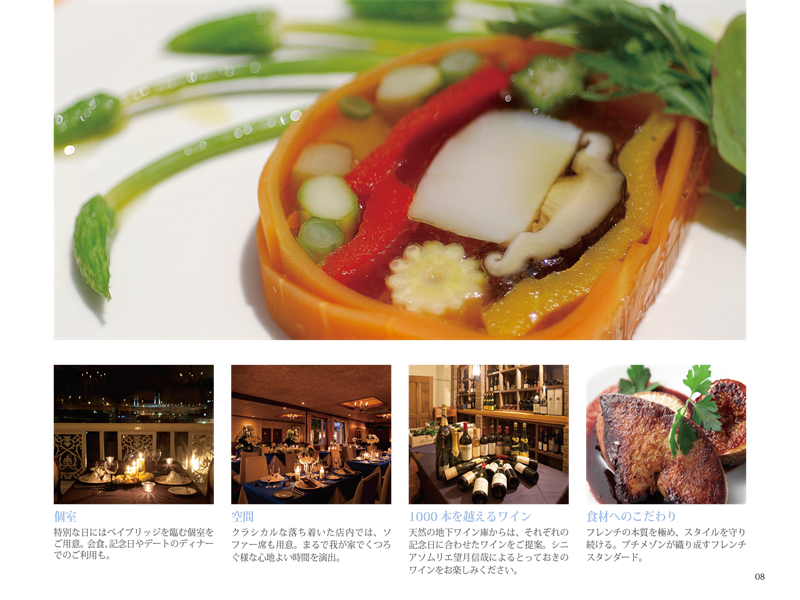 個室
特別な日にはベイブリッジを臨む個室を
ご用意。会食、記念日やデートのディナー
でのご利用も。
空間
クラシカルな落ち着いた店内では、ソ
ファー席も用意。まるで我が家でくつろ
ぐ様な心地よい時間を演出。
1000 本を越えるワイン
天然の地下ワイン庫からは、それぞれの
記念日に合わせたワインをご提案。シニ
アソムリエ望月信哉によるとっておきの
ワインをお楽しみください。
食材へのこだわり
フレンチの本質を極め、スタイルを守り
続ける。プチメゾンが織り成すフレンチ
スタンダード。
08